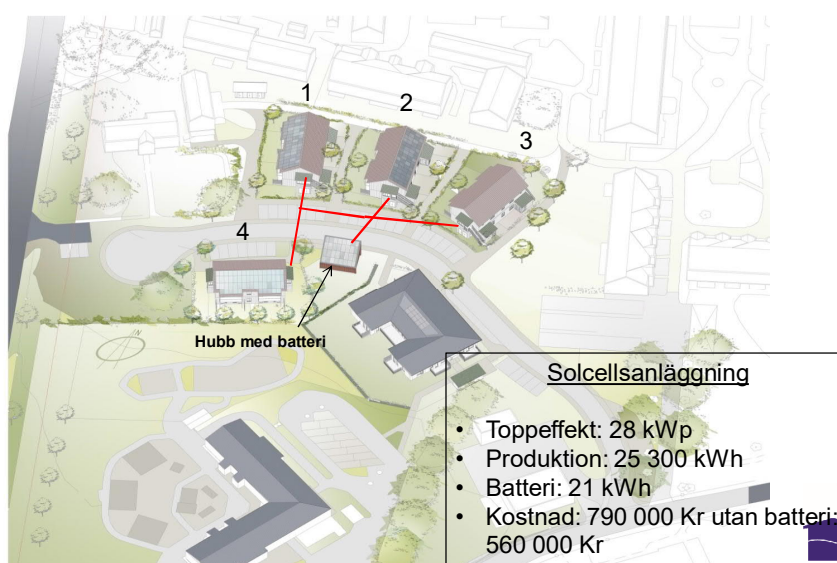 1
2
3
4
Hubb med batteri
Solcellsanläggning
• Toppeffekt: 28 kWp
• Produktion: 25 300 kWh
• Batteri: 21 kWh
• Kostnad: 790 000 Kr utan batteri:
560 000 Kr